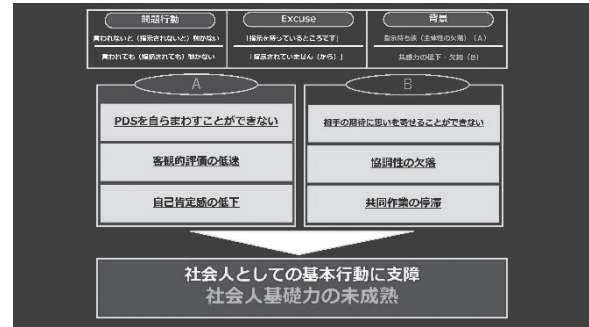 問題行動
Excuse
背景
言われないと（指示されないと）動かない
「指示を待っているところです」
指示待ち族（主体性の欠落）（A）
言われても（指示されても）動かない
「指示されていません（から）」
共感力の低下・欠如（B）
A
B
PDSを自らまわすことができない
相手の期待に思いを寄せることができない
客観的評価の低迷
協調性の欠落
自己肯定感の低下
共同作業の停滞
社会人としての基本行動に支障
社会人基礎力の未成熟